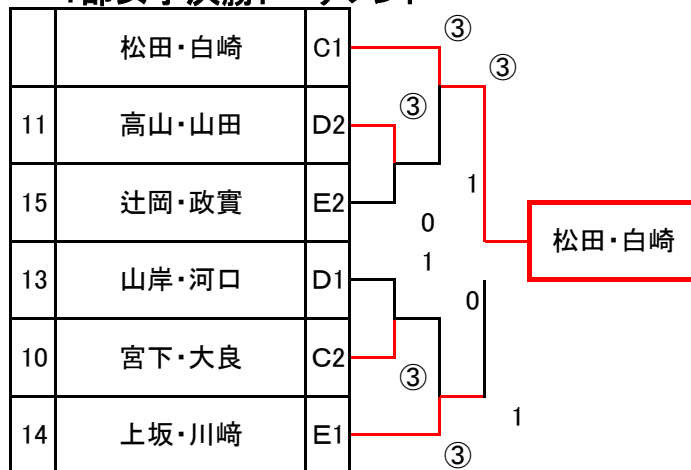 松田・白崎 C1 ③
③
11 高山・山田 D2 ③
15 辻岡・政實 E2 1
0
松田・白崎
13 山岸・河口 D1 1
0
10 宮下・大良 C2 ③
1
14 上坂・川﨑 E1 ③